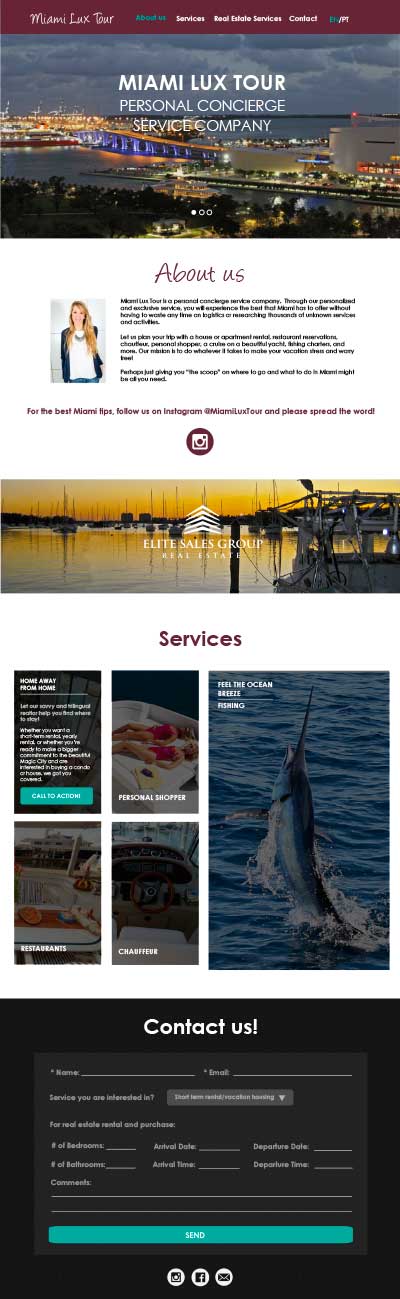 Miami Lux Tour
About us Services Real Estate Services Contact EN/PT
MIAMI LUX TOUR
PERSONAL CONCIERGE
SERVICE COMPANY
About us
Miami Lux Tour is a personal concierge service company. Through our personalized
and exclusive service, you will experience the best that Miami has to offer without
having to waste any time on logistics or researching thousands of unknown services
and activities.
Let us plan your trip with a house or apartment rental, restaurant reservations,
chauffeur, personal shopper, a cruise on a beautiful yacht, fishing charters, and
more. Our mission is to do whatever it takes to make your vacation stress and worry
free!
Perhaps just giving you "the scoop" on where to go and what to do in Miami might
be all you need.
For the best Miami tips, follow us on Instagram @MiamiLuxTour and please spread the word!
ELITE SALES GROUP
REAL ESTATE
Services
HOME AWAY
FROM HOME
Let our savvy and trilingual
realtor help you find where
to stay!
Whether you want a
short-term rental, yearly
rental, or whether you're
ready to make a bigger
commitment to the beautiful
Magic City and are
interested in buying a condo
or house, we got you
covered.
CALL TO ACTION!
PERSONAL SHOPPER
FEEL THE OCEAN
BREEZE
FISHING
RESTAURANTS
CHAUFFEUR
Contact us!
* Name: * Email:
Service you are interested in? Short term rental/vacation housing
For real estate rental and purchase:
# of Bedrooms: Arrival Date: Departure Date:
# of Bathrooms: Arrival Time: Departure Time:
Comments:
SEND